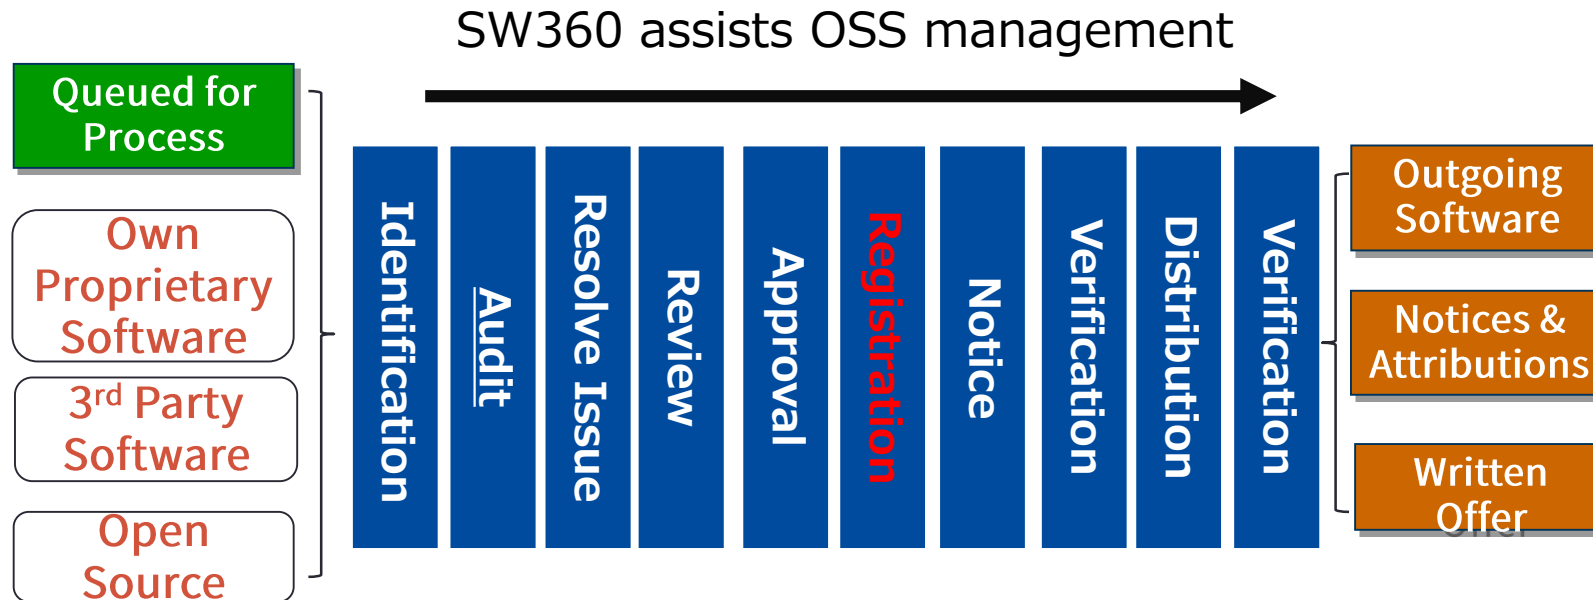 SW360 assists OSS management
Queued for
Process
Own
Proprietary
Software
3rd Party
Software
Open
Source
Identification
Audit
Resolve Issue
Review
Approval
Registration
Notice
Verification
Distribution
Verification
Outgoing
Software
Notices &
Attributions
Written
Offer